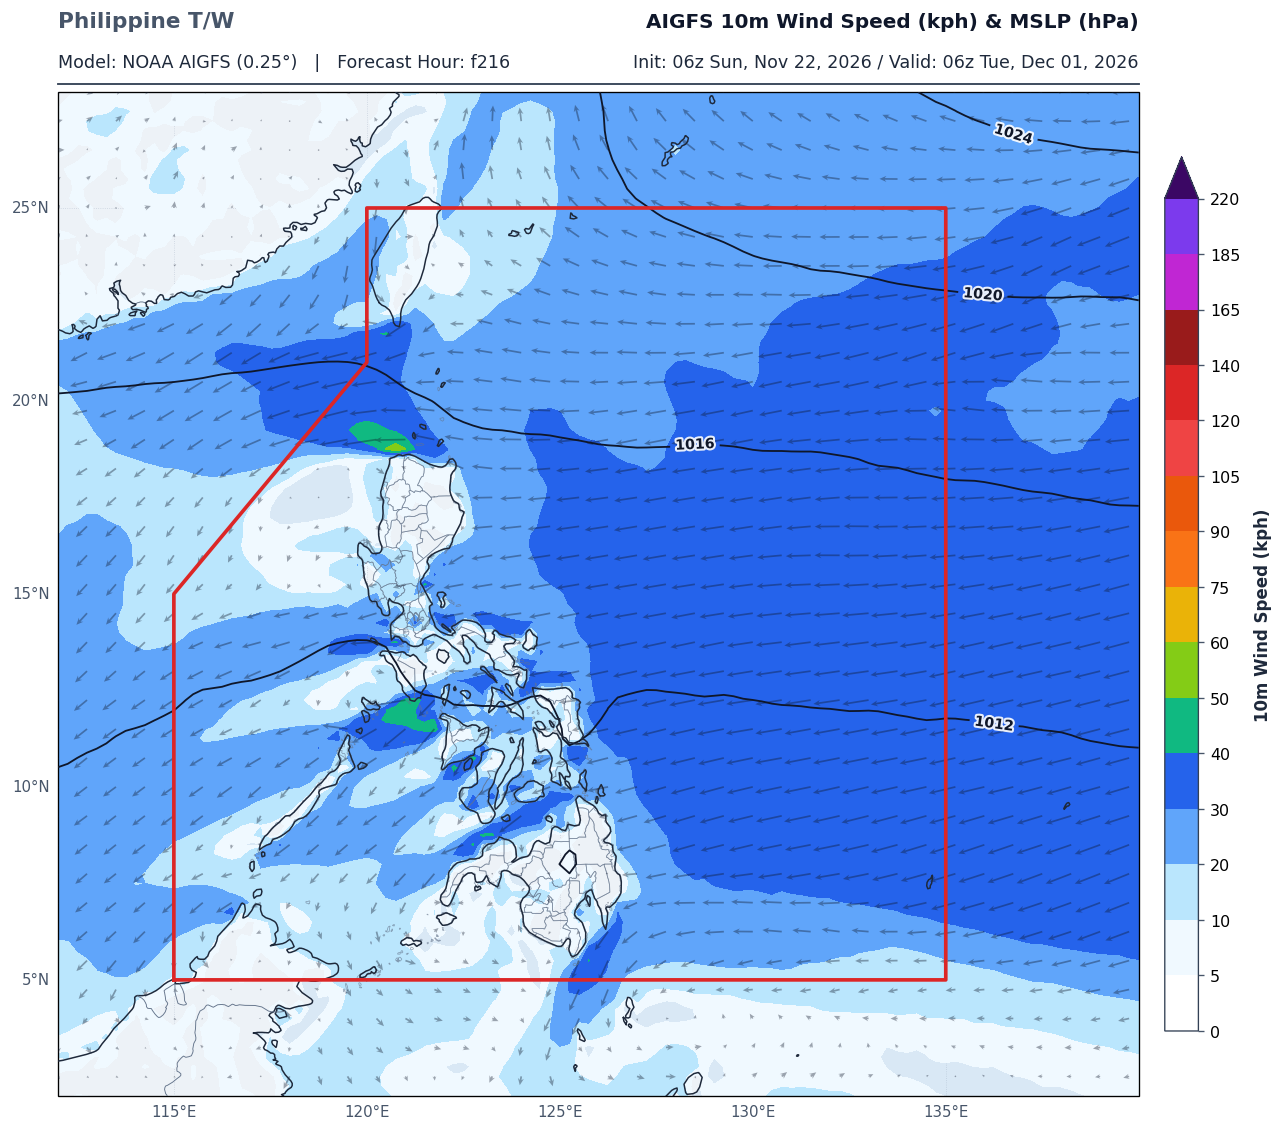 Philippine T/W
AIGFS 10m Wind Speed (kph) & MSLP (hPa)
Model: NOAA AIGFS (0.25°) | Forecast Hour: f216
Init: 06z Sun, Nov 22, 2026 / Valid: 06z Tue, Dec 01, 2026
1024
1020
1016
1012
25°N
20°N
15°N
10°N
5°N
115°E
120°E
125°E
130°E
135°E
220
185
165
140
120
105
90
75
60
50
40
30
20
10
5
0
10m Wind Speed (kph)